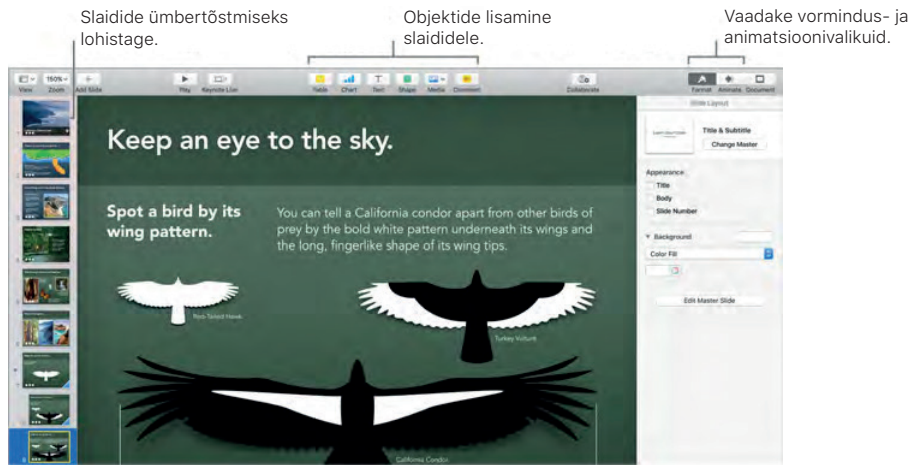 Slaidide ümbertõstmiseks
lohistage.
Objektide lisamine
slaididele.
Vaadake vormindus- ja
animatsioonivalikuid.
View
150%
Zoom
Add Slide
Play
Keynote Live
Table
Chart
Text
Shape
Media
Comment
Collaborate
Format
Animate
Document
Slide Layout
Title & Subtitle
Change Master
Appearance
Title
Body
Slide Number
Background
Color Fill
Edit Master Slide
Keep an eye to the sky.
Spot a bird by its
wing pattern.
You can tell a California condor apart from other birds of
prey by the bold white pattern underneath its wings and
the long, fingerlike shape of its wing tips.
Red-Tailed Hawk
Turkey Vulture
California Condor